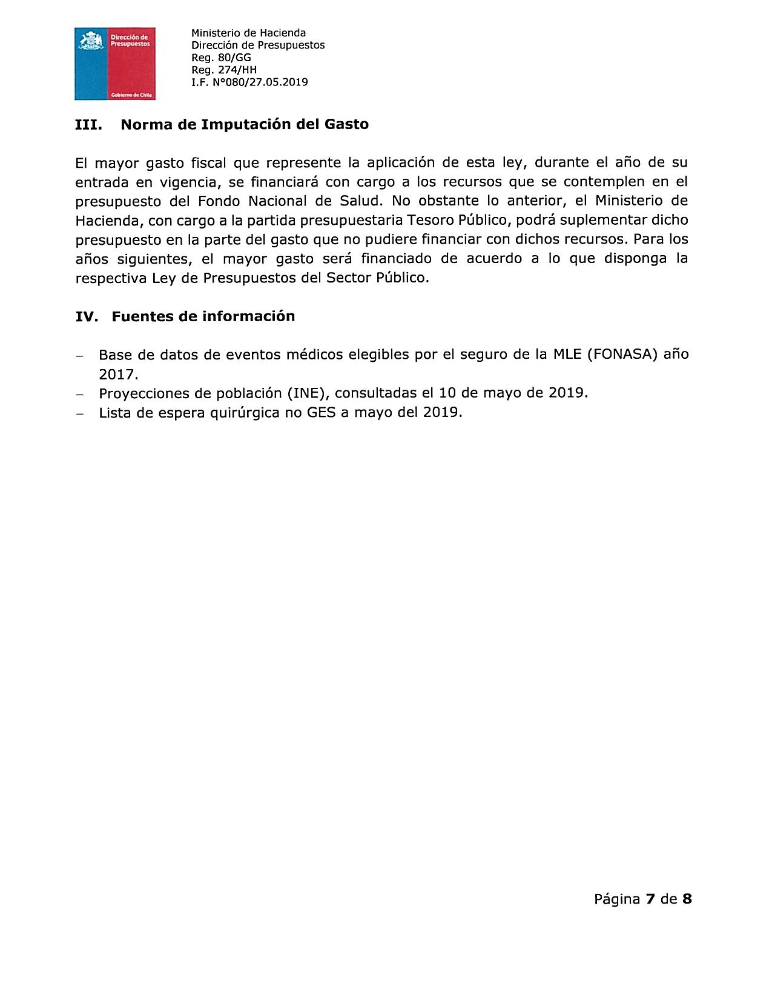 Dirección de
Presupuestos
Gobierno de Chile
Ministerio de Hacienda
Dirección de Presupuestos
Reg. 80/GG
Reg. 274/HH
I.F. N°080/27.05.2019
III. Norma de Imputación del Gasto
El mayor gasto fiscal que represente la aplicación de esta ley, durante el año de su
entrada en vigencia, se financiará con cargo a los recursos que se contemplen en el
presupuesto del Fondo Nacional de Salud. No obstante lo anterior, el Ministerio de
Hacienda, con cargo a la partida presupuestaria Tesoro Público, podrá suplementar dicho
presupuesto en la parte del gasto que no pudiere financiar con dichos recursos. Para los
años siguientes, el mayor gasto será financiado de acuerdo a lo que disponga la
respectiva Ley de Presupuestos del Sector Público.
IV. Fuentes de información
– Base de datos de eventos médicos elegibles por el seguro de la MLE (FONASA) año
2017.
– Proyecciones de población (INE), consultadas el 10 de mayo de 2019.
– Lista de espera quirúrgica no GES a mayo del 2019.
Página 7 de 8